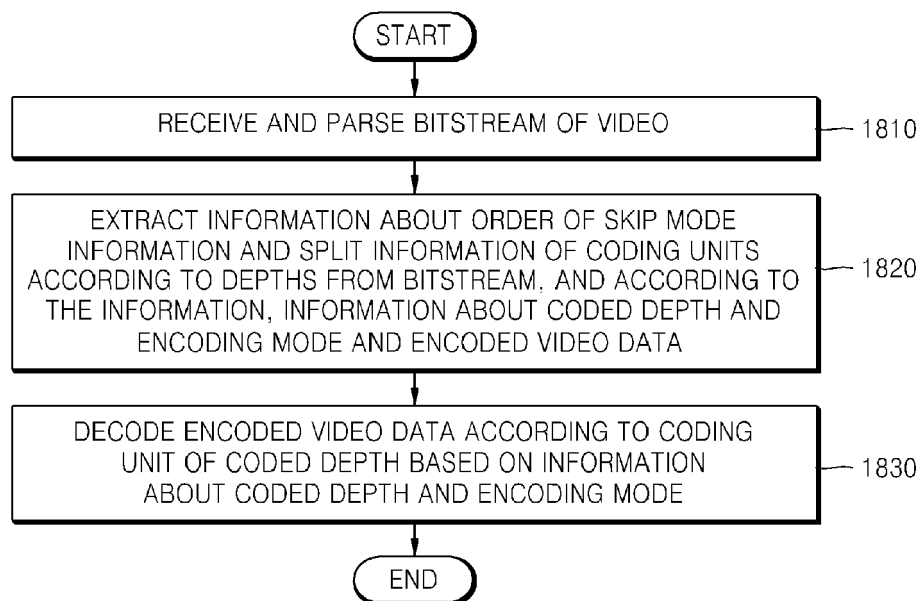 START
RECEIVE AND PARSE BITSTREAM OF VIDEO
1810
EXTRACT INFORMATION ABOUT ORDER OF SKIP MODE
INFORMATION AND SPLIT INFORMATION OF CODING UNITS
ACCORDING TO DEPTHS FROM BITSTREAM, AND ACCORDING TO
THE INFORMATION, INFORMATION ABOUT CODED DEPTH AND
ENCODING MODE AND ENCODED VIDEO DATA
1820
DECODE ENCODED VIDEO DATA ACCORDING TO CODING
UNIT OF CODED DEPTH BASED ON INFORMATION
ABOUT CODED DEPTH AND ENCODING MODE
1830
END